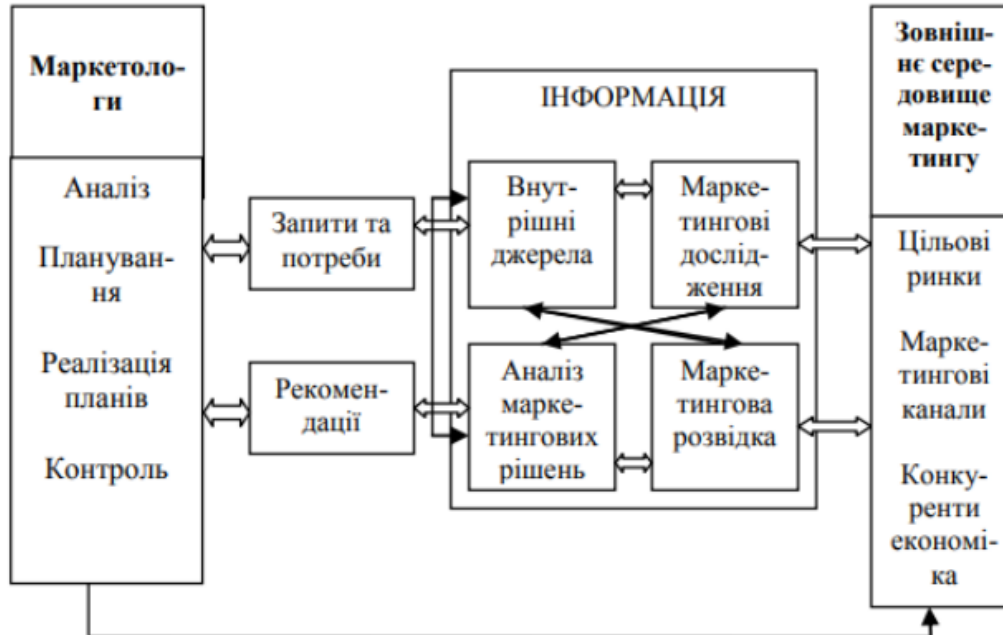 Маркетоло-
ги
Аналіз
Плануван-
ня
Реалізація
планів
Контроль
Запити та
потреби
Рекомен-
дації
ІНФОРМАЦІЯ
Внут-
рішні
джерела
Марке-
тингові
дослід-
ження
Аналіз
марке-
тингових
рішень
Марке-
тингова
розвідка
Зовніш-
нє сере-
довище
марке-
тингу
Цільові
ринки
Марке-
тингові
канали
Конку-
ренти
економі-
ка